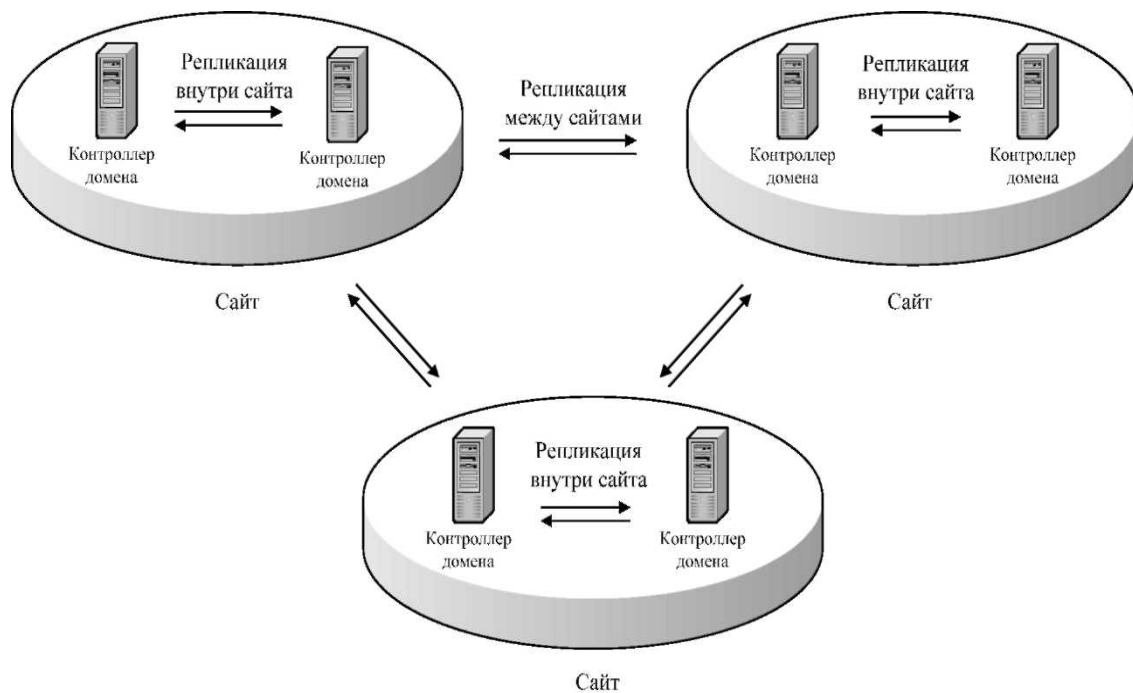 Репликация
внутри сайта
Контроллер
домена
Контроллер
домена
Сайт
Репликация
между сайтами
Репликация
внутри сайта
Контроллер
домена
Контроллер
домена
Сайт
Репликация
внутри сайта
Контроллер
домена
Контроллер
домена
Сайт